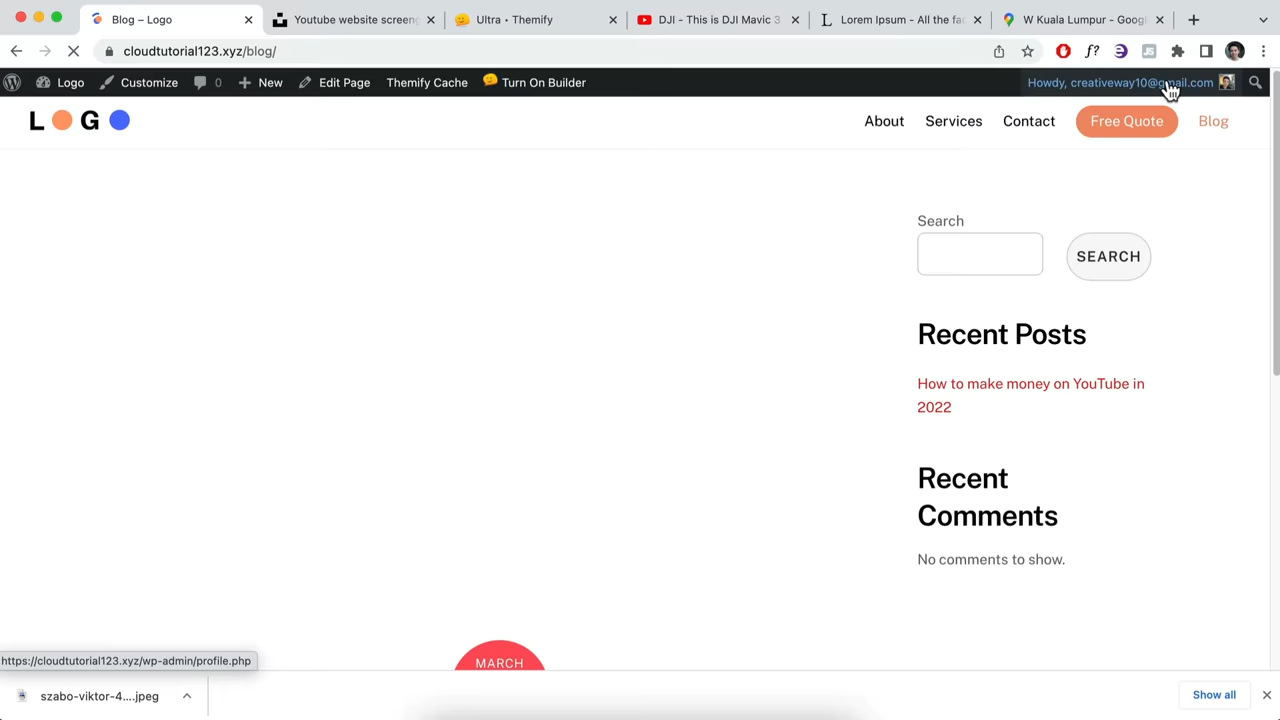 Blog – Logo
Youtube website screen
Ultra • Themify
DJI - This is DJI Mavic 3
Lorem Ipsum - All the fa
W Kuala Lumpur - Googl
cloudtutorial123.xyz/blog/
f?
JS
Logo
Customize
0
New
Edit Page
Themify Cache
Turn On Builder
Howdy, creativeway10@gmail.com
LOGO
About
Services
Contact
Free Quote
Blog
Search
SEARCH
Recent Posts
How to make money on YouTube in
2022
Recent
Comments
No comments to show.
MARCH
https://cloudtutorial123.xyz/wp-admin/profile.php
szabo-viktor-4....jpeg
Show all